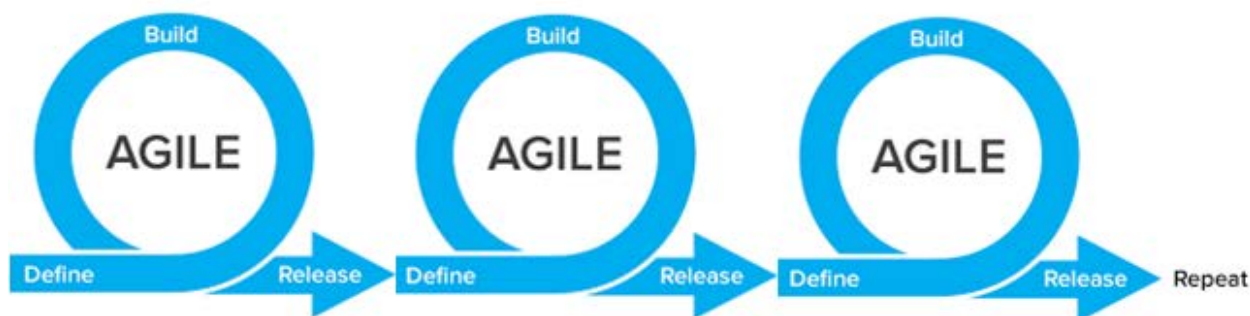 Build
Build
Build
AGILE
AGILE
AGILE
Define
Release
Define
Release
Define
Release
Repeat